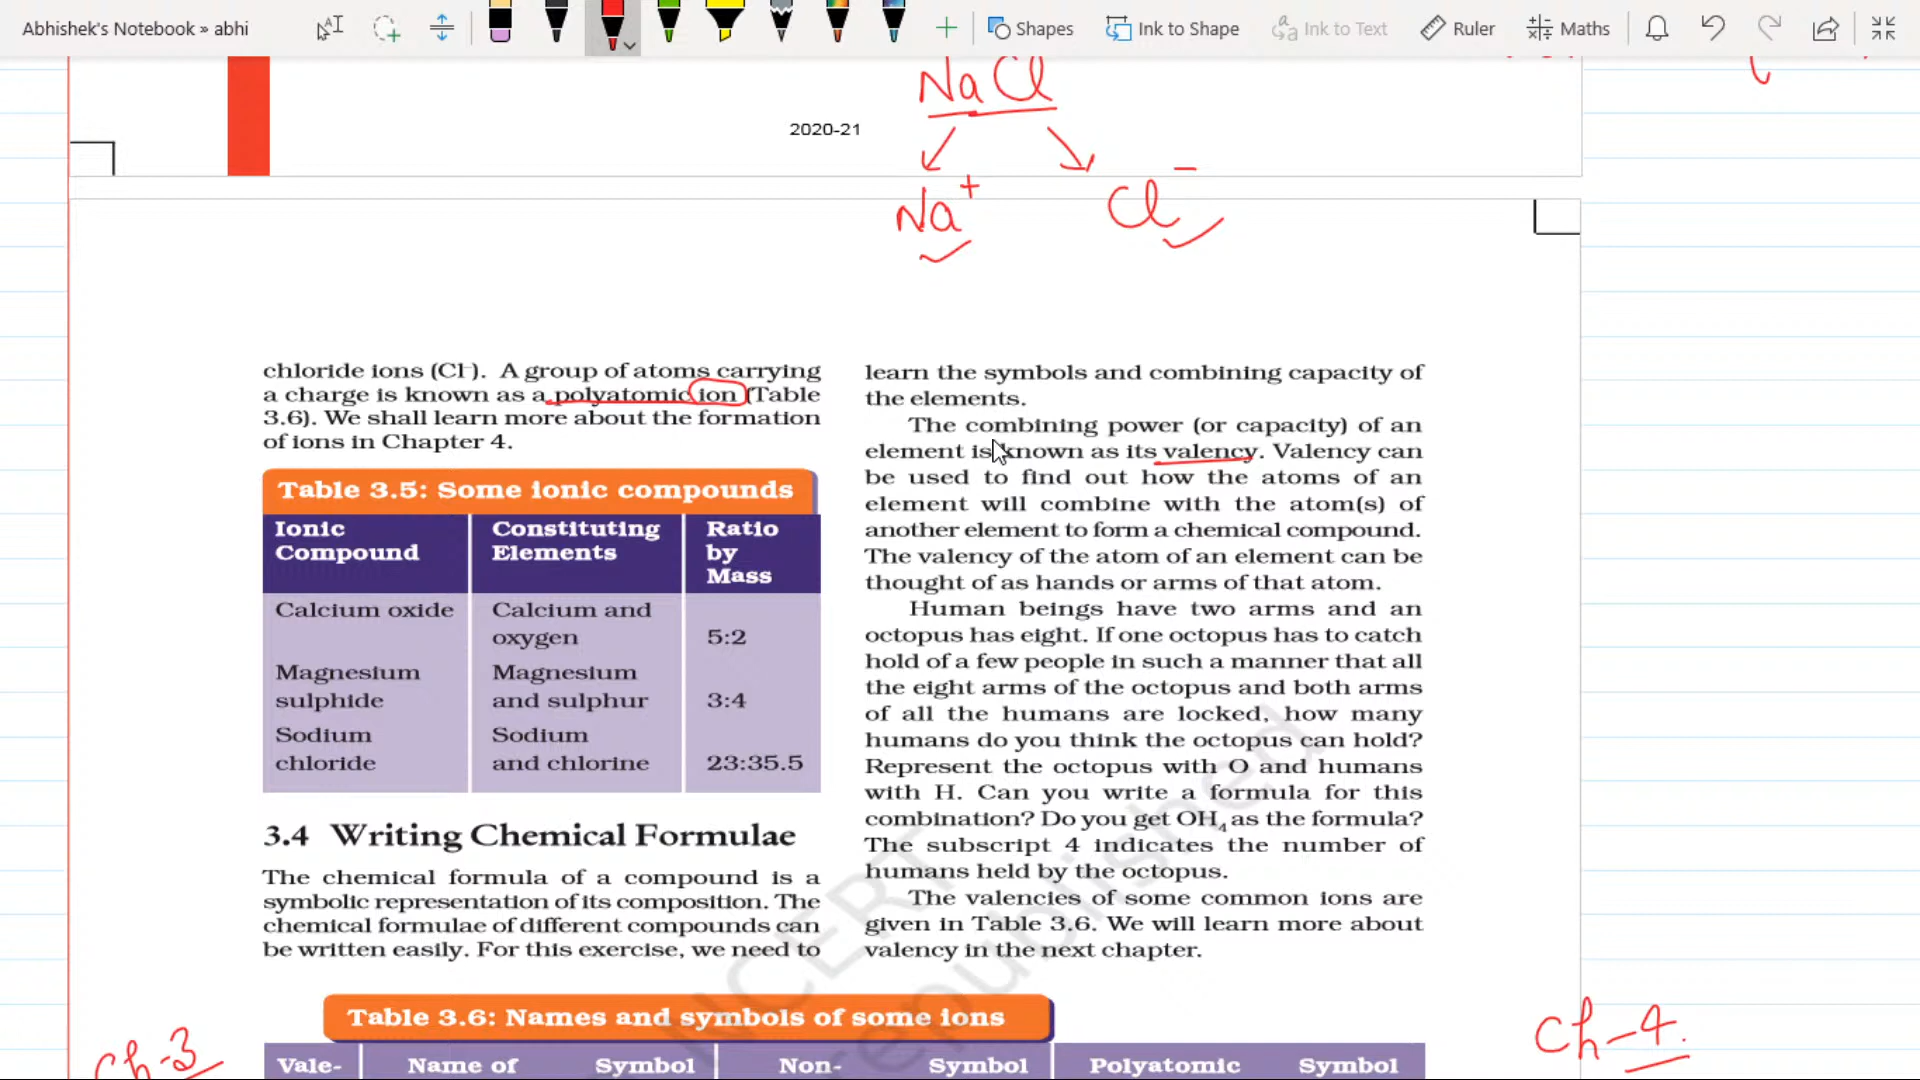 Abhishek's Notebook » abhi
Shapes
Ink to Shape
Ink to Text
Ruler
Maths
NaCl
2020-21
Na⁺
Cl⁻
chloride ions (Cl⁻). A group of atoms carrying
a charge is known as a polyatomic ion (Table
3.6). We shall learn more about the formation
of ions in Chapter 4.
Table 3.5: Some ionic compounds
Ionic Compound Constituting Elements Ratio by Mass
Calcium oxide Calcium and oxygen 5:2
Magnesium sulphide Magnesium and sulphur 3:4
Sodium chloride Sodium and chlorine 23:35.5
3.4 Writing Chemical Formulae
The chemical formula of a compound is a
symbolic representation of its composition. The
chemical formulae of different compounds can
be written easily. For this exercise, we need to
learn the symbols and combining capacity of
the elements.
The combining power (or capacity) of an
element is known as its valency. Valency can
be used to find out how the atoms of an
element will combine with the atom(s) of
another element to form a chemical compound.
The valency of the atom of an element can be
thought of as hands or arms of that atom.
Human beings have two arms and an
octopus has eight. If one octopus has to catch
hold of a few people in such a manner that all
the eight arms of the octopus and both arms
of all the humans are locked, how many
humans do you think the octopus can hold?
Represent the octopus with O and humans
with H. Can you write a formula for this
combination? Do you get OH₄ as the formula?
The subscript 4 indicates the number of
humans held by the octopus.
The valencies of some common ions are
given in Table 3.6. We will learn more about
valency in the next chapter.
NCERT
republished
Ch-3
Ch-4.
Table 3.6: Names and symbols of some ions
Vale- Name of Symbol Non- Symbol Polyatomic Symbol